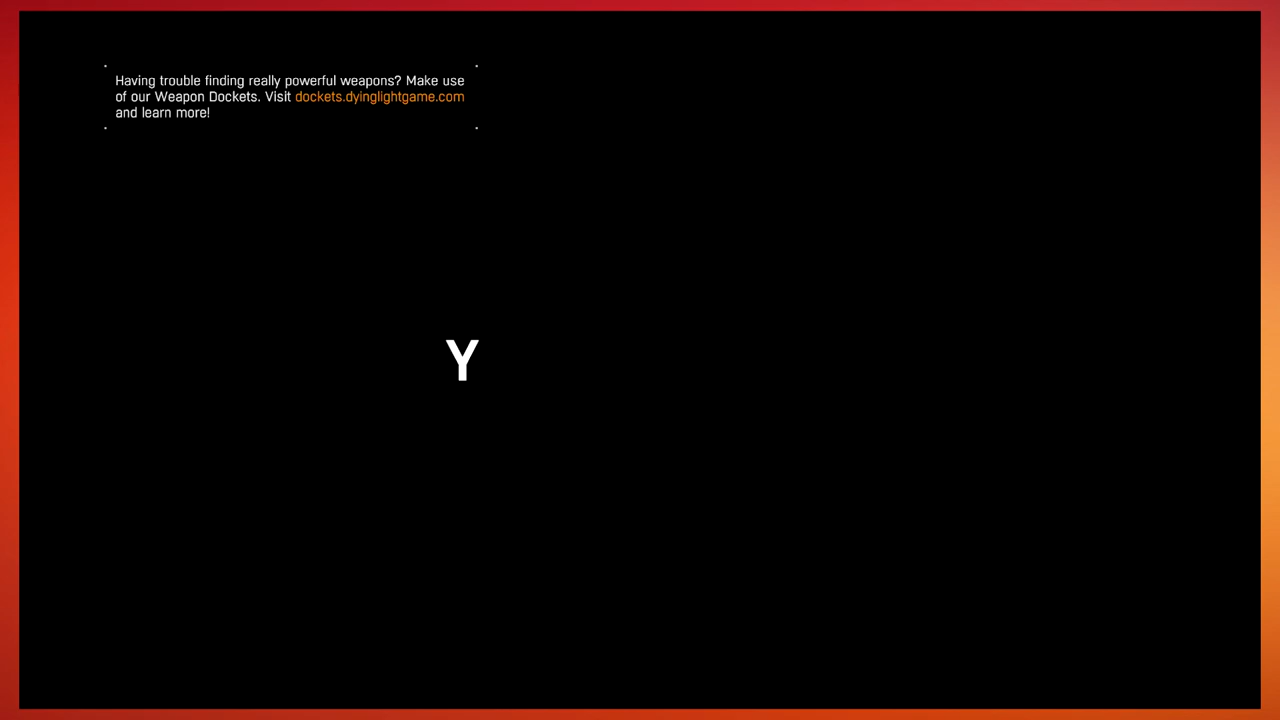 Having trouble finding really powerful weapons? Make use
of our Weapon Dockets. Visit dockets.dyinglightgame.com
and learn more!
Y